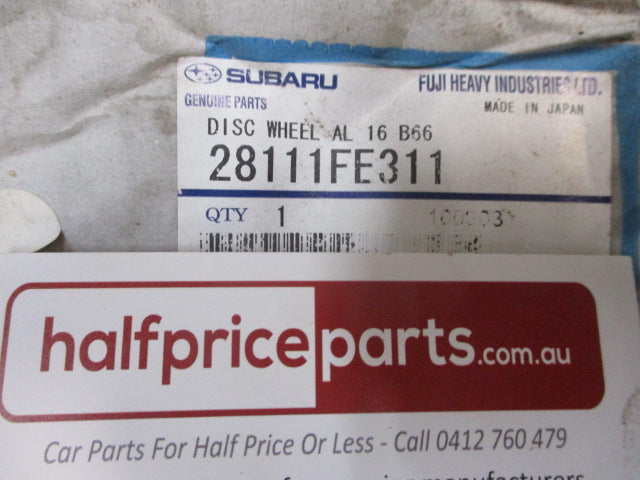 SUBARU FUJI HEAVY INDUSTRIES LTD.
GENUINE PARTS MADE IN JAPAN
DISC WHEEL AL 16 B66
28111FE311
QTY 1
halfpriceparts.com.au
Car Parts For Half Price Or Less - Call 0412 760 479